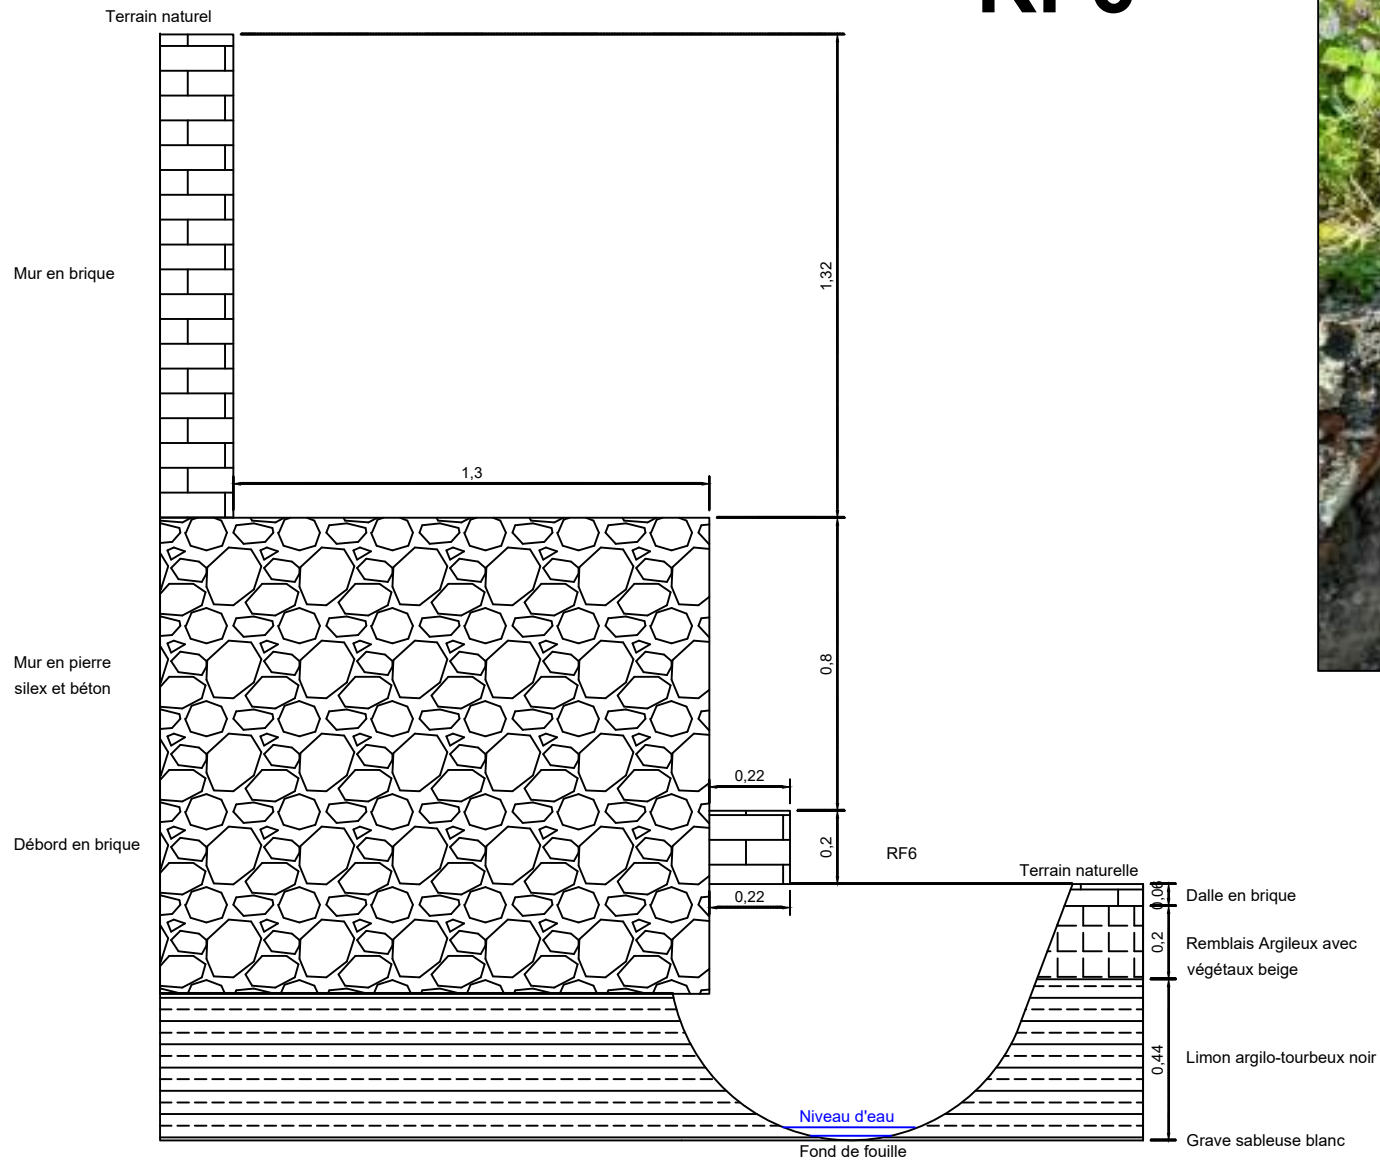 Terrain naturel
Mur en brique
1,32
1,3
Mur en pierre
silex et béton
0,8
0,22
Débord en brique
0,2
RF6
0,22
Terrain naturelle
0,06
Dalle en brique
0,2
Remblais Argileux avec
végétaux beige
0,44
Limon argilo-tourbeux noir
Niveau d'eau
Grave sableuse blanc
Fond de fouille